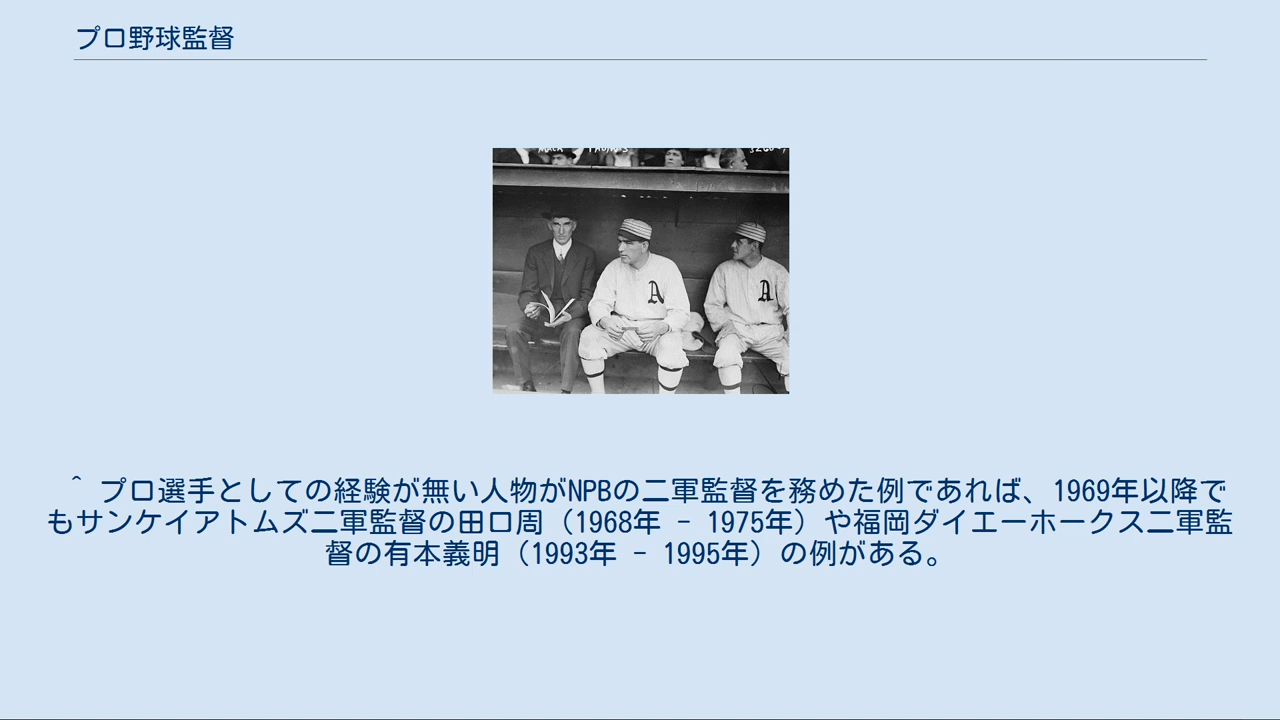 プロ野球監督
A
A
^ プロ選手としての経験が無い人物がNPBの二軍監督を務めた例であれば、1969年以降で
もサンケイアトムズ二軍監督の田口周（1968年 - 1975年）や福岡ダイエーホークス二軍監
督の有本義明（1993年 - 1995年）の例がある。